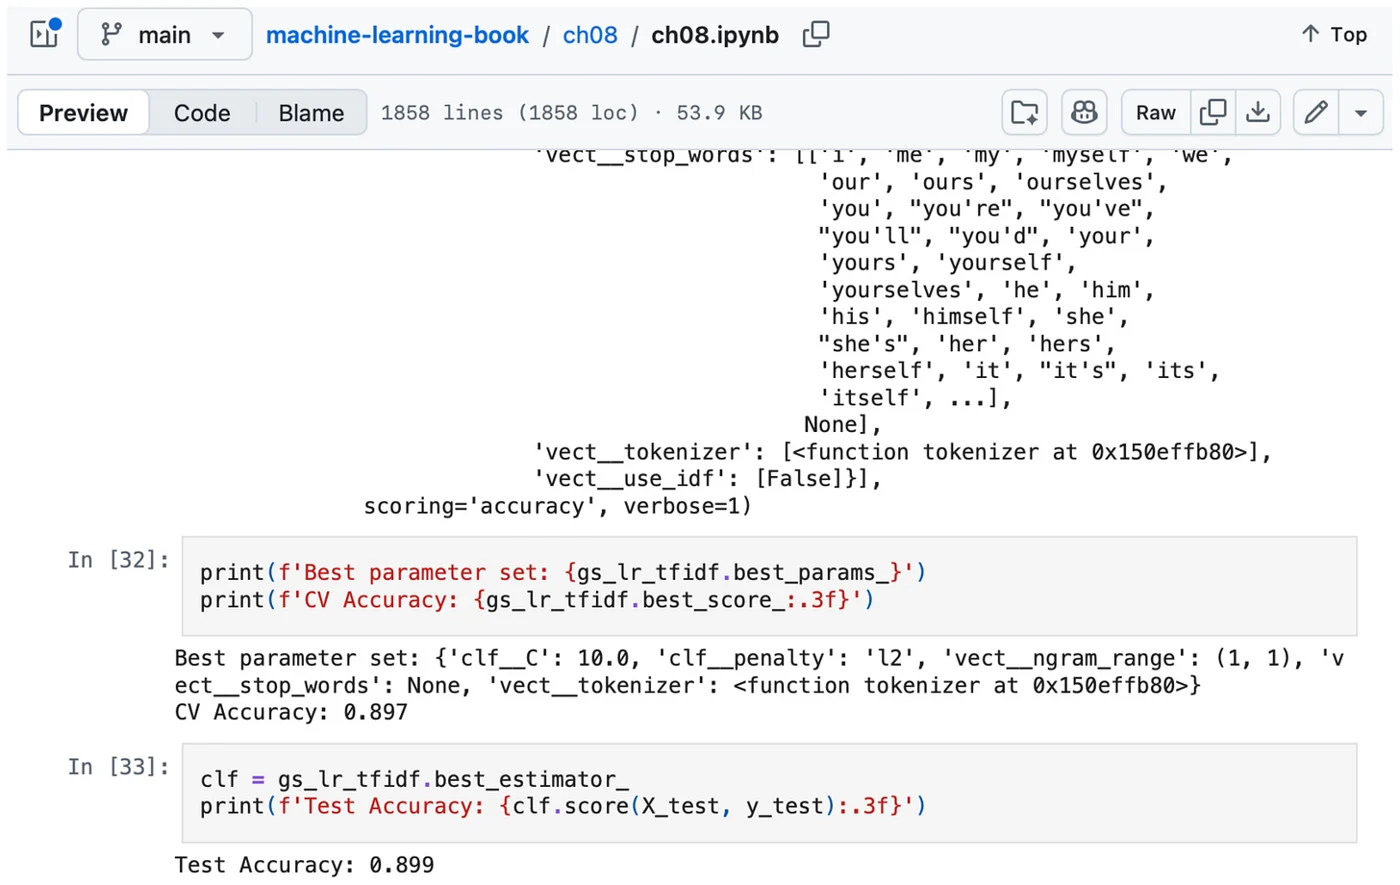 main
machine-learning-book / ch08 / ch08.ipynb
Top
Preview Code Blame 1858 lines (1858 loc) · 53.9 KB
Raw
'vect__stop_words': [['i', 'me', 'my', 'myself', 'we',
'our', 'ours', 'ourselves',
'you', "you're", "you've",
"you'll", "you'd", 'your',
'yours', 'yourself',
'yourselves', 'he', 'him',
'his', 'himself', 'she',
"she's", 'her', 'hers',
'herself', 'it', "it's", 'its',
'itself', ...],
None],
'vect__tokenizer': [<function tokenizer at 0x150effb80>],
'vect__use_idf': [False]}],
scoring='accuracy', verbose=1)
In [32]:
print(f'Best parameter set: {gs_lr_tfidf.best_params_}')
print(f'CV Accuracy: {gs_lr_tfidf.best_score_:.3f}')
Best parameter set: {'clf__C': 10.0, 'clf__penalty': 'l2', 'vect__ngram_range': (1, 1), 'v
ect__stop_words': None, 'vect__tokenizer': <function tokenizer at 0x150effb80>}
CV Accuracy: 0.897
In [33]:
clf = gs_lr_tfidf.best_estimator_
print(f'Test Accuracy: {clf.score(X_test, y_test):.3f}')
Test Accuracy: 0.899